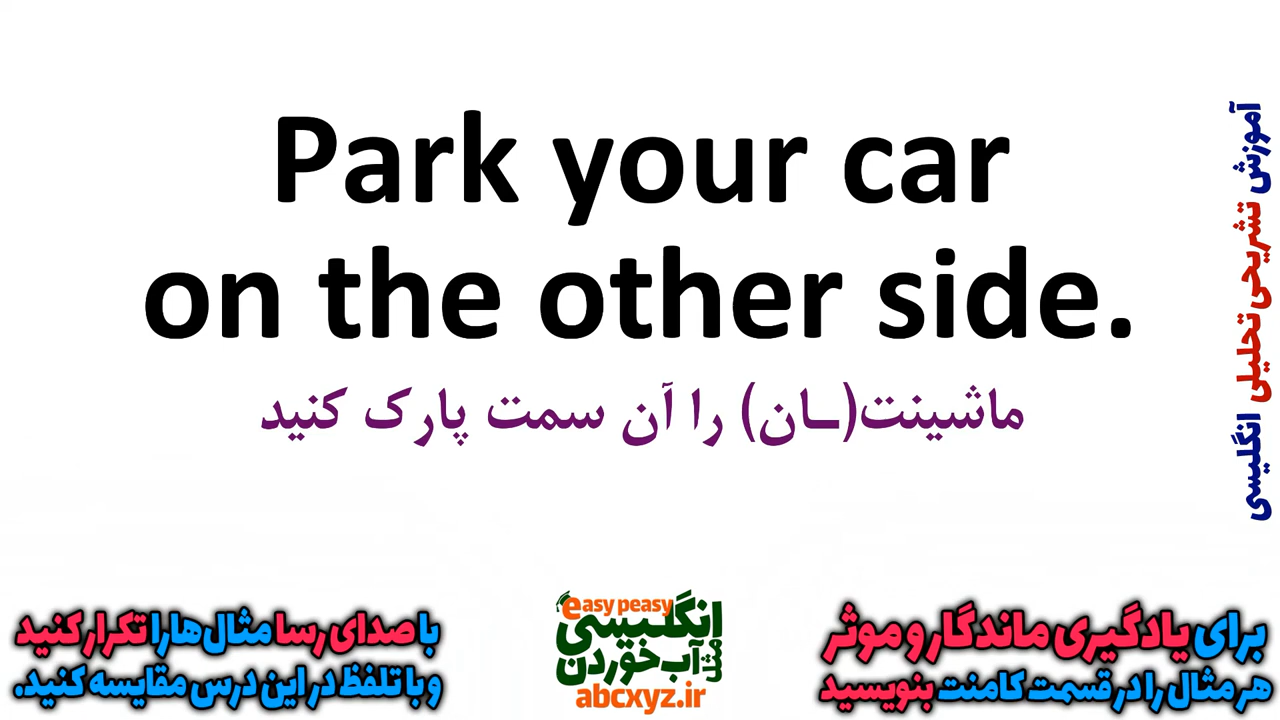 Park your car
on the other side.
ماشینت(ـان) را آن سمت پارک کنید
آموزش تشریحی تحلیلی انگلیسی
برای یادگیری ماندگار و موثر
هر مثال را در قسمت کامنت بنویسید
easy peasy
انگلیسی
مثل آب خوردن
abcxyz.ir
با صدای رسا مثال‌ها را تکرار کنید
و با تلفظ در این درس مقایسه کنید.